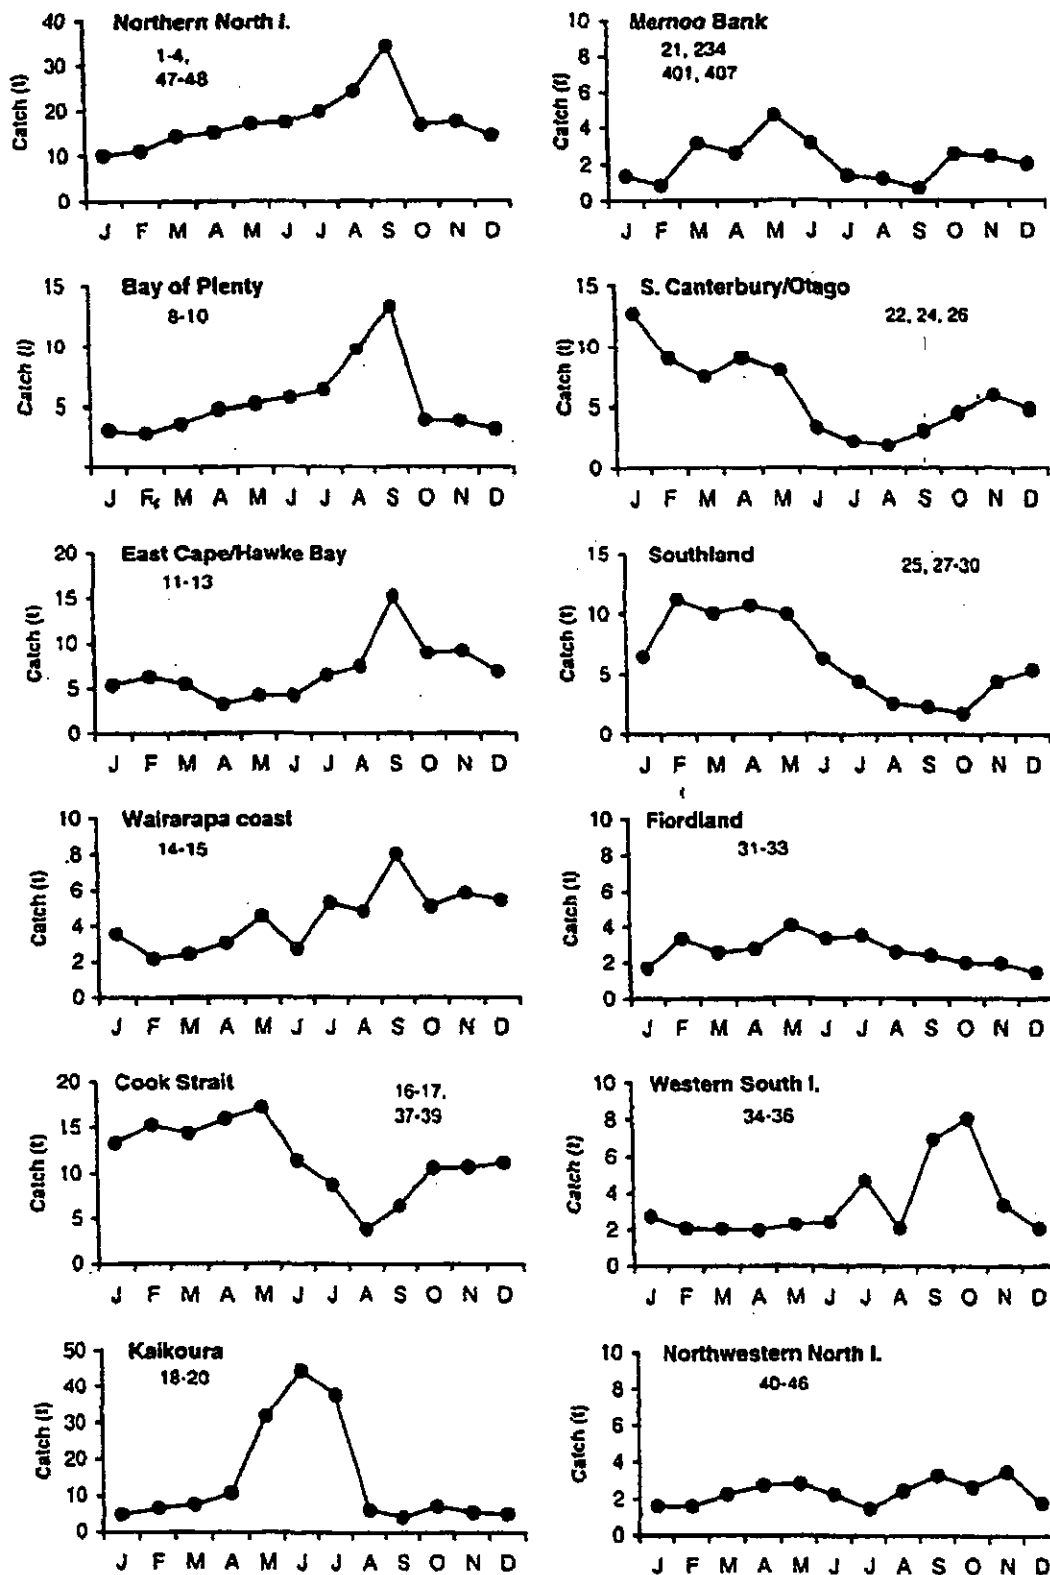 Northern North I.
1-4,
47-48
Catch (t)
40
30
20
10
0
J F M A M J J A S O N D
Mernoo Bank
21, 234
401, 407
Catch (t)
10
8
6
4
2
0
J F M A M J J A S O N D
Bay of Plenty
8-10
Catch (t)
15
10
5
J F M A M J J A S O N D
S. Canterbury/Otago
22, 24, 26
Catch (t)
15
10
5
0
J F M A M J J A S O N D
East Cape/Hawke Bay
11-13
Catch (t)
20
15
10
5
0
J F M A M J J A S O N D
Southland
25, 27-30
Catch (t)
15
10
5
0
J F M A M J J A S O N D
Wairarapa coast
14-15
Catch (t)
10
8
6
4
2
0
J F M A M J J A S O N D
Fiordland
31-33
Catch (t)
10
8
6
4
2
0
J F M A M J J A S O N D
Cook Strait
16-17,
37-39
Catch (t)
20
15
10
5
0
J F M A M J J A S O N D
Western South I.
34-36
Catch (t)
10
8
6
4
2
0
J F M A M J J A S O N D
Kaikoura
18-20
Catch (t)
50
40
30
20
10
0
J F M A M J J A S O N D
Northwestern North I.
40-46
Catch (t)
10
8
6
4
2
0
J F M A M J J A S O N D